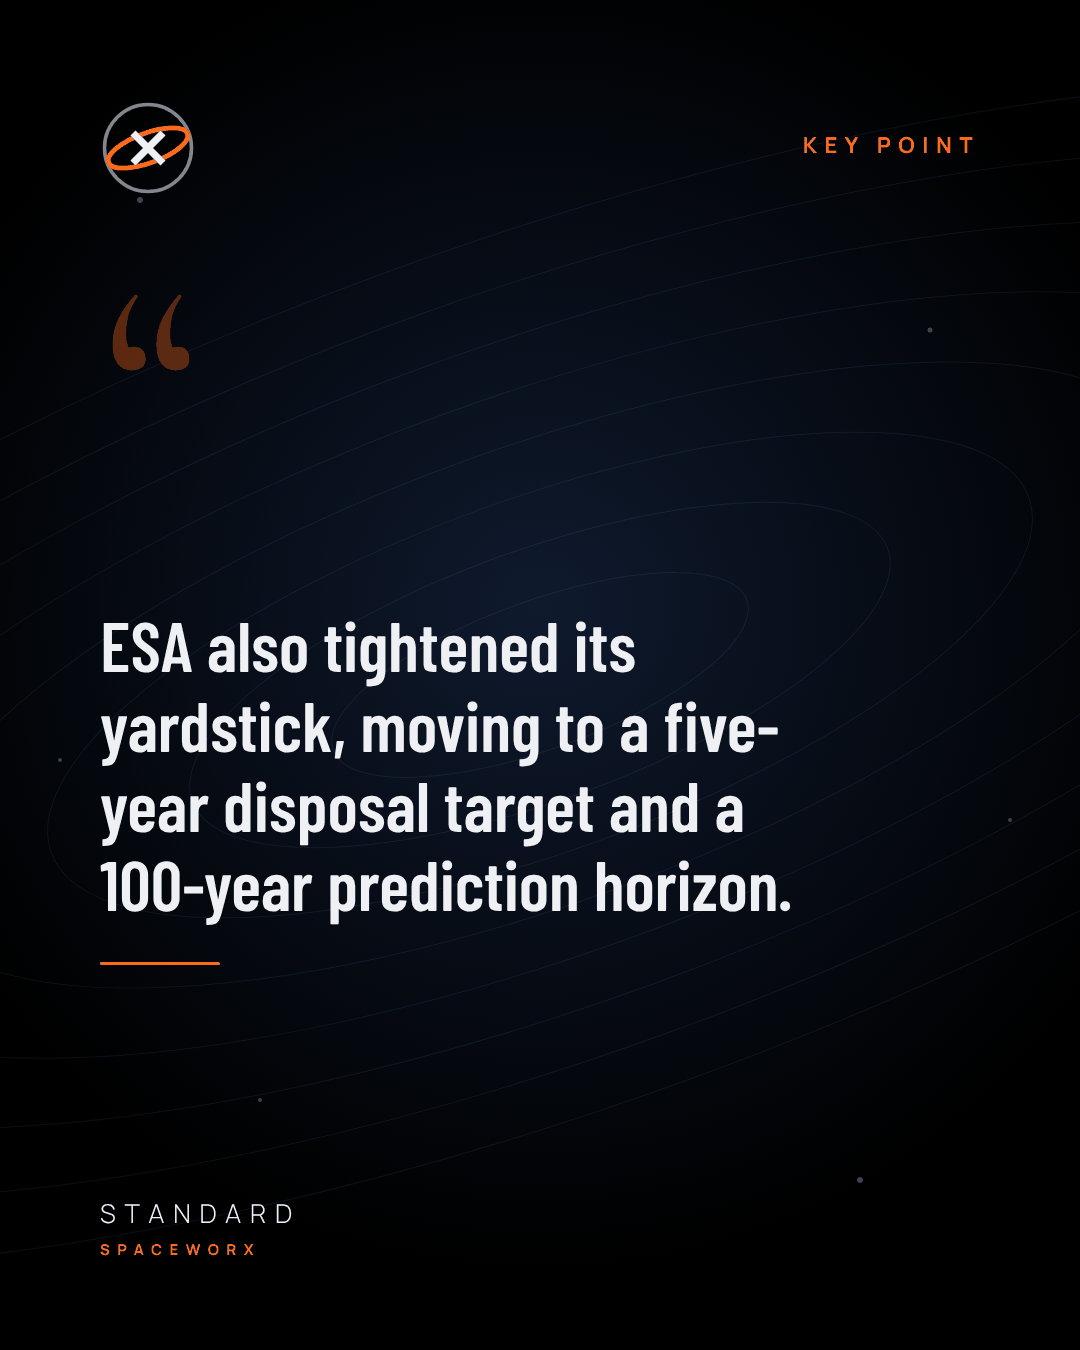 KEY POINT
“
ESA also tightened its
yardstick, moving to a five-
year disposal target and a
100-year prediction horizon.
STANDARD
SPACEWORX